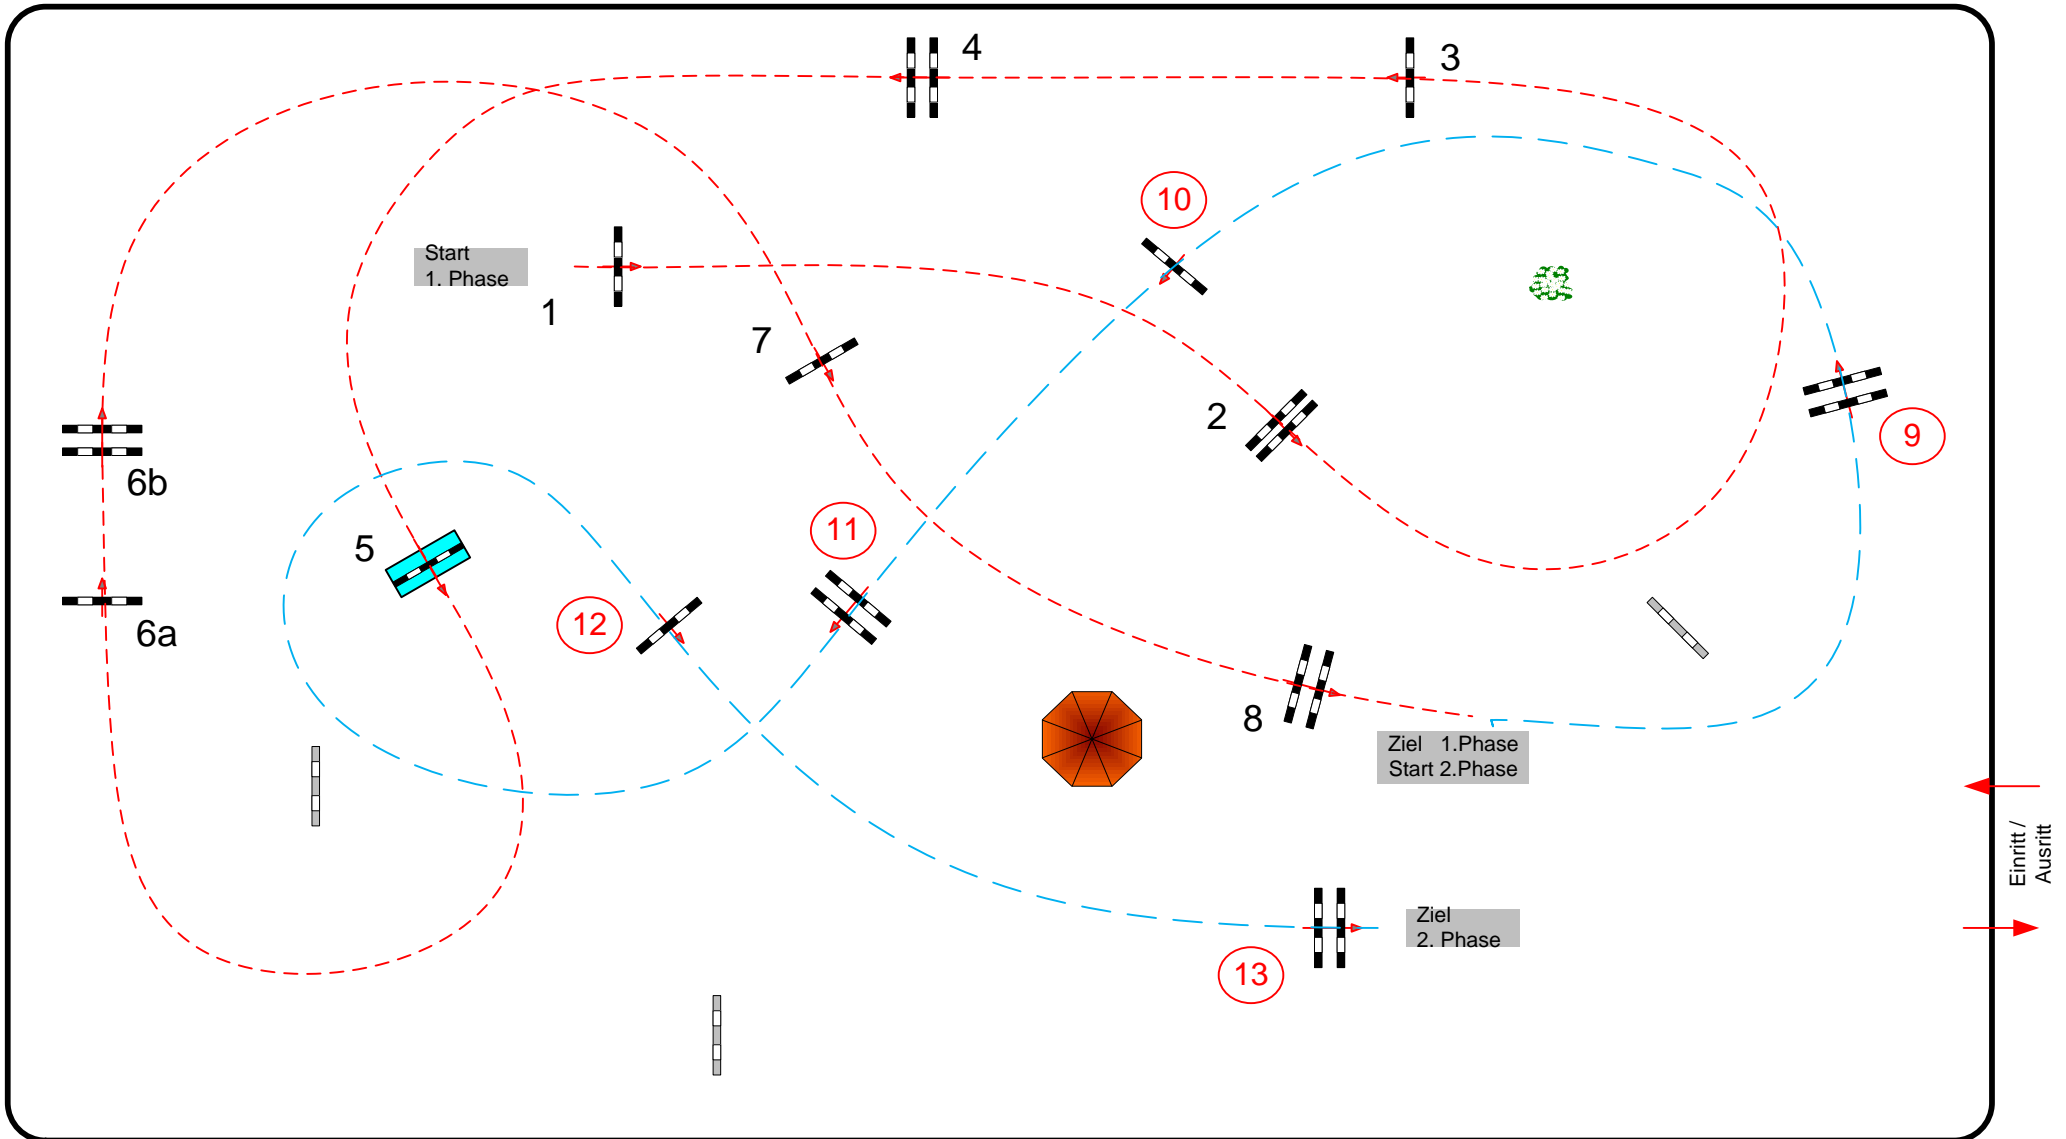 4
3
10
Start
1. Phase
1
7
2
9
6b
11
5
12
6a
8
Ziel 1.Phase
Start 2.Phase
Einritt /
Ausritt
Ziel
2. Phase
13